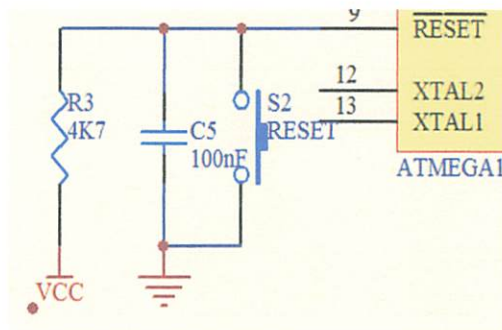 9
RESET
12
XTAL2
13
XTAL1
ATMEGA1
R3
4K7
C5
100nF
S2
RESET
VCC